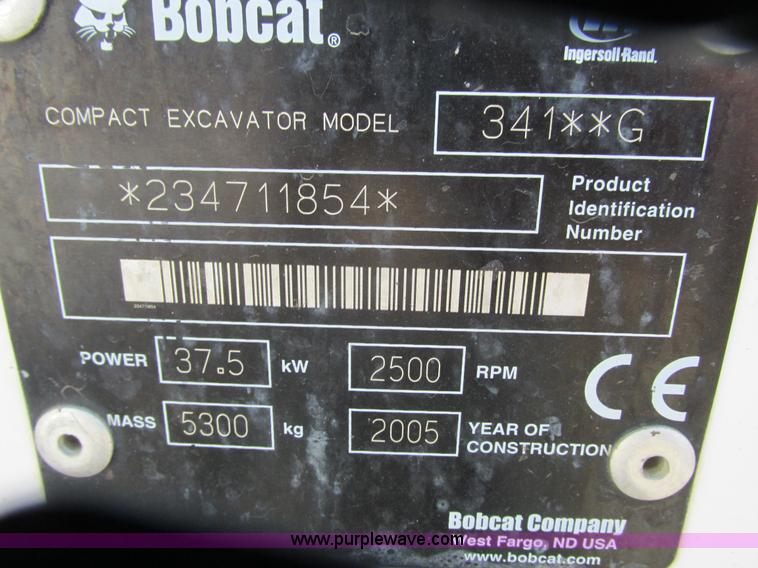 Bobcat®
Ingersoll-Rand.
COMPACT EXCAVATOR MODEL 341**G
*234711854*
Product
Identification
Number
234711854
POWER 37.5 kW 2500 RPM
MASS 5300 kg 2005 YEAR OF
CONSTRUCTION
CE
Bobcat Company
www.purplewave.com
West Fargo, ND USA
www.bobcat.com